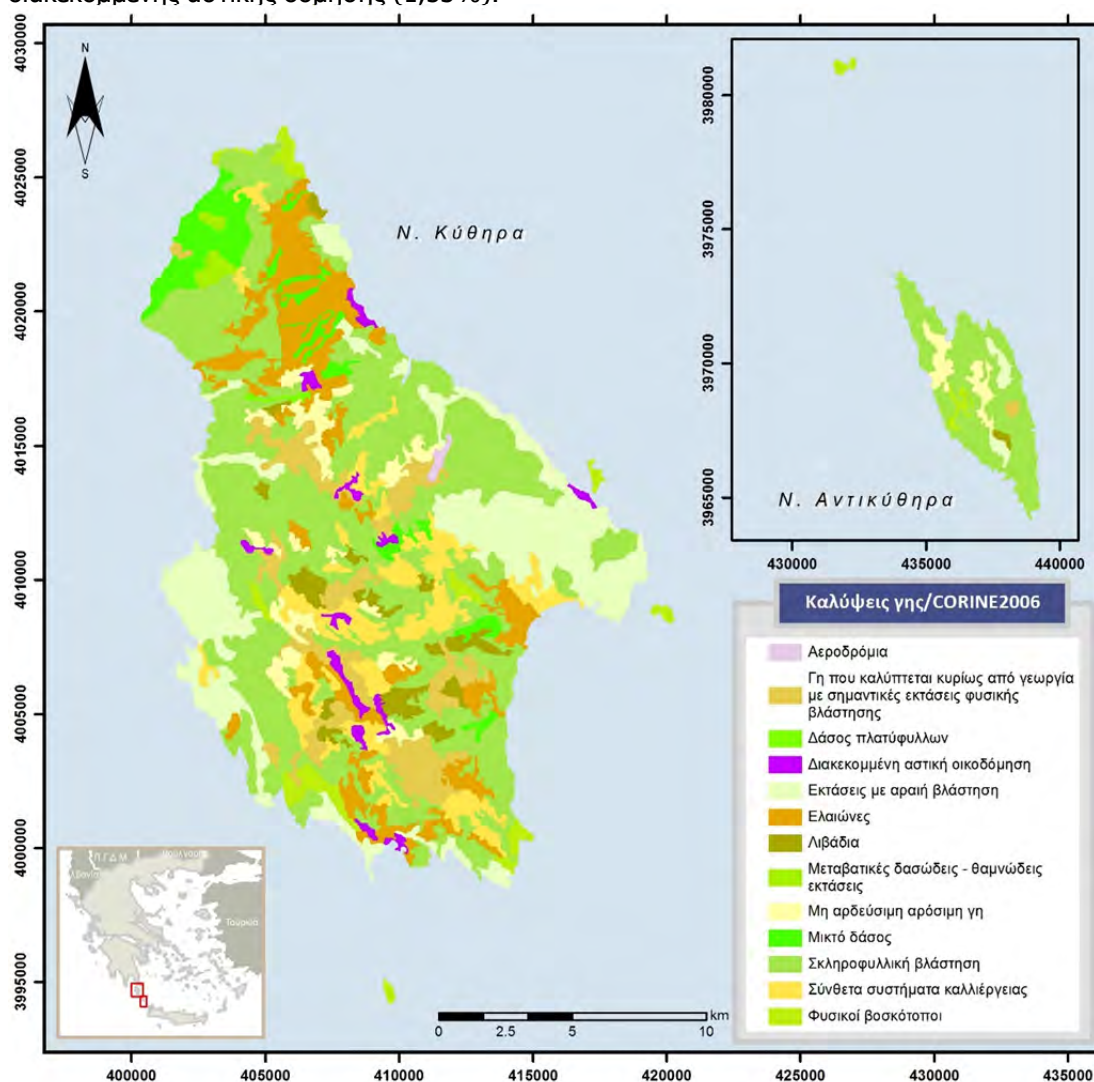 διακεκομμένης αστικής δόμησης (1,55%).
4030000
4025000
4020000
4015000
4010000
4005000
4000000
3995000
N
S
Ν. Κύθηρα
3980000
3975000
3970000
3965000
Ν. Αντικύθηρα
430000
435000
440000
Καλύψεις γης/CORINE2006
Αεροδρόμια
Γη που καλύπτεται κυρίως από γεωργία
με σημαντικές εκτάσεις φυσικής
βλάστησης
Δάσος πλατύφυλλων
Διακεκομμένη αστική οικοδόμηση
Εκτάσεις με αραιή βλάστηση
Ελαιώνες
Λιβάδια
Μεταβατικές δασώδεις - θαμνώδεις
εκτάσεις
Μη αρδεύσιμη αρόσιμη γη
Μικτό δάσος
Σκληροφυλλική βλάστηση
Σύνθετα συστήματα καλλιέργειας
Φυσικοί βοσκότοποι
Τουρκία
km
0
2.5
5
10
400000
405000
410000
415000
420000
425000
430000
435000